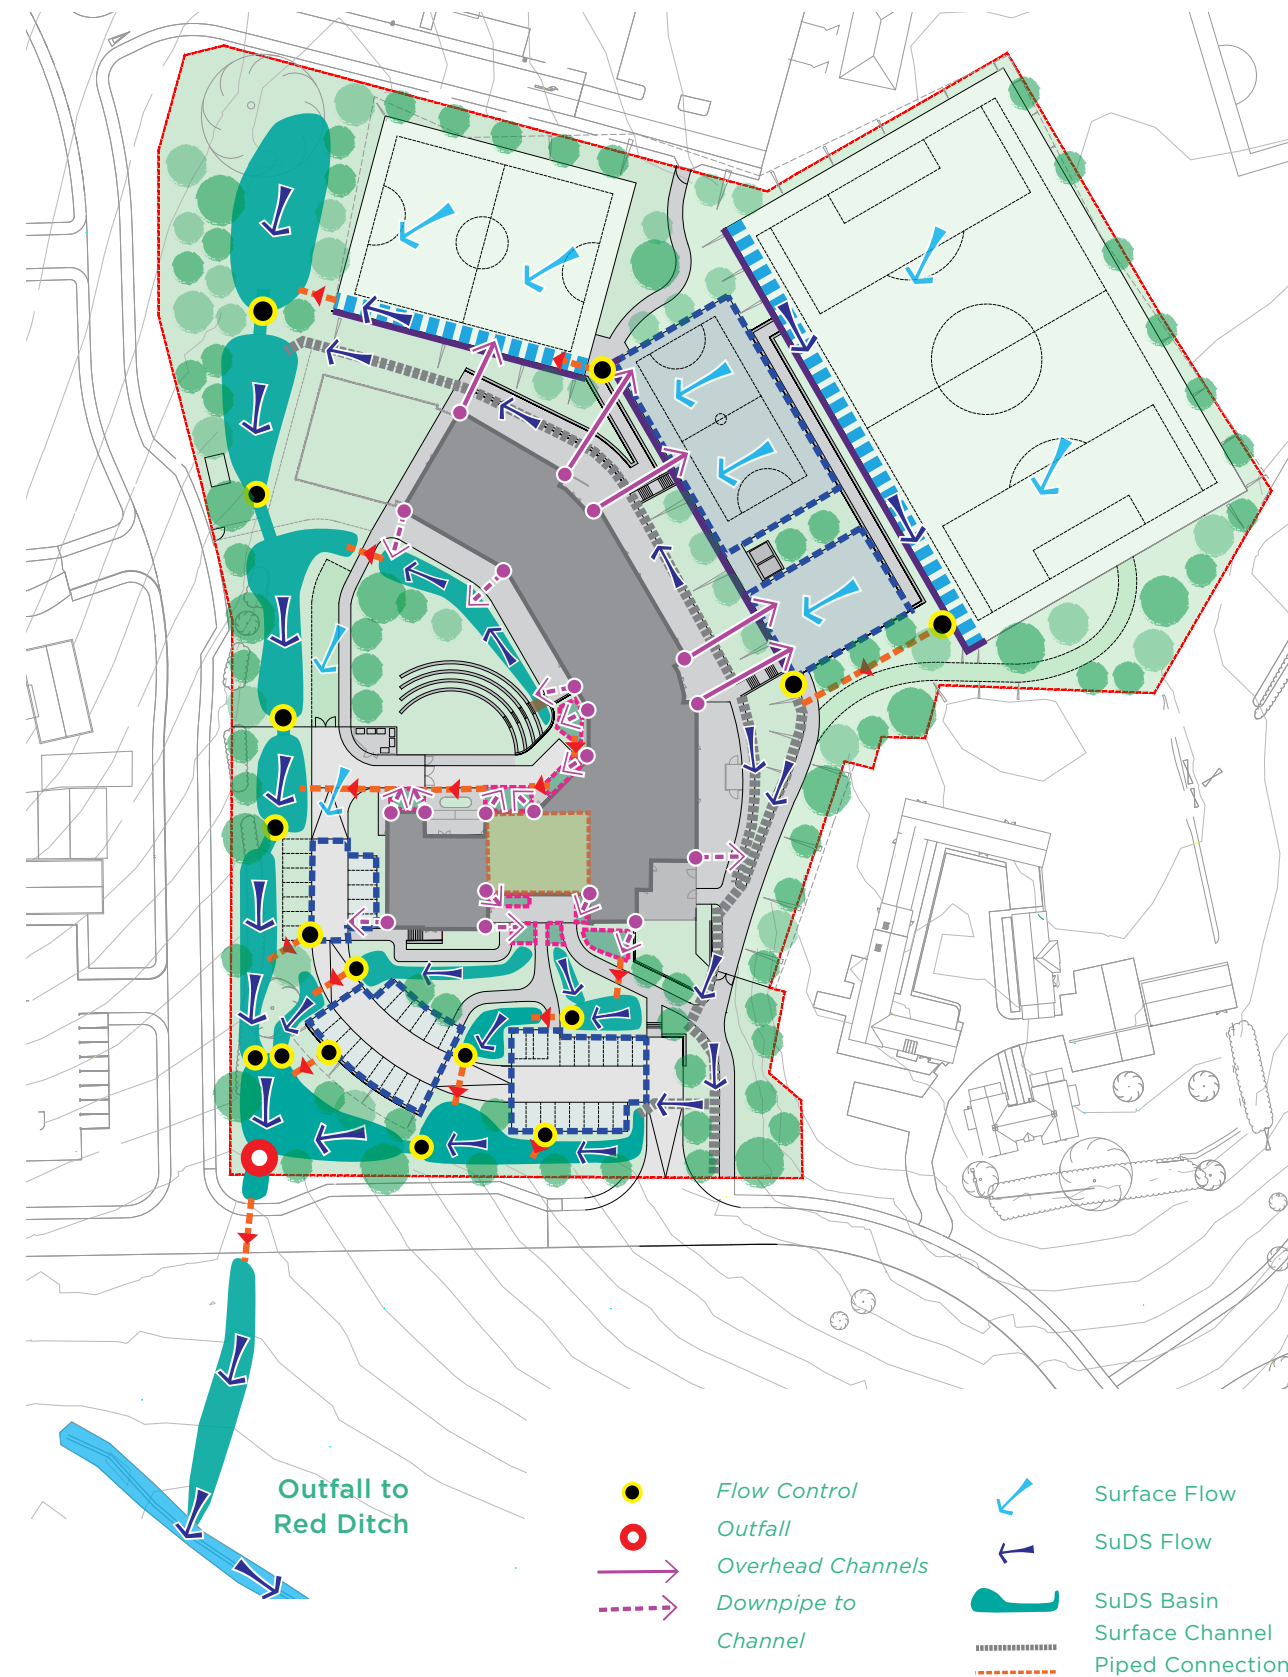 Outfall to
Red Ditch
Flow Control
Outfall
Overhead Channels
Downpipe to
Channel
Surface Flow
SuDS Flow
SuDS Basin
Surface Channel
Piped Connection